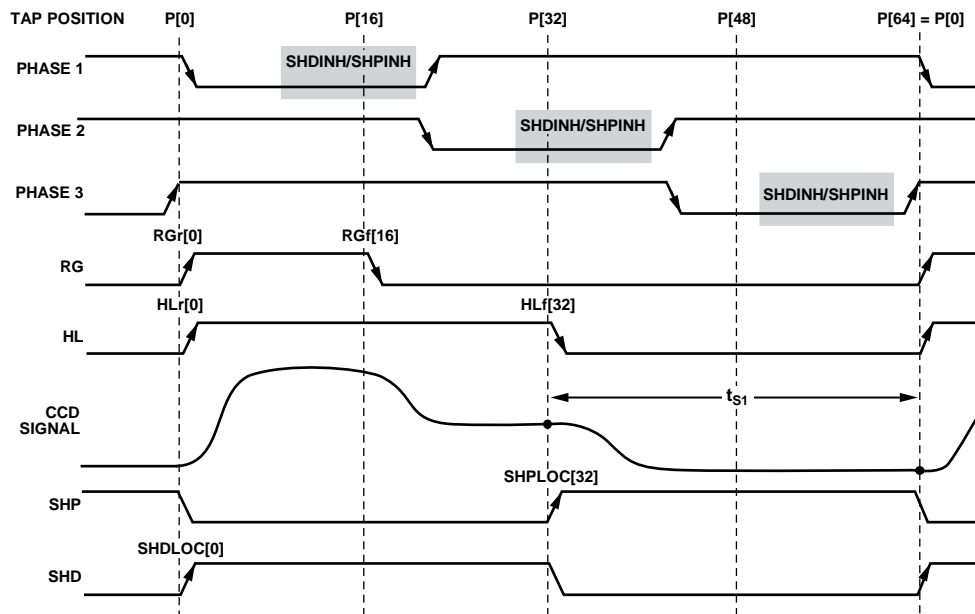 TAP POSITION P[0] P[16] P[32] P[48] P[64] = P[0]
PHASE 1
SHDINH/SHPINH
PHASE 2
SHDINH/SHPINH
PHASE 3
SHDINH/SHPINH
RGr[0] RGf[16]
RG
HLr[0] HLf[32]
HL
tS1
CCD
SIGNAL
SHPLOC[32]
SHP
SHDLOC[0]
SHD